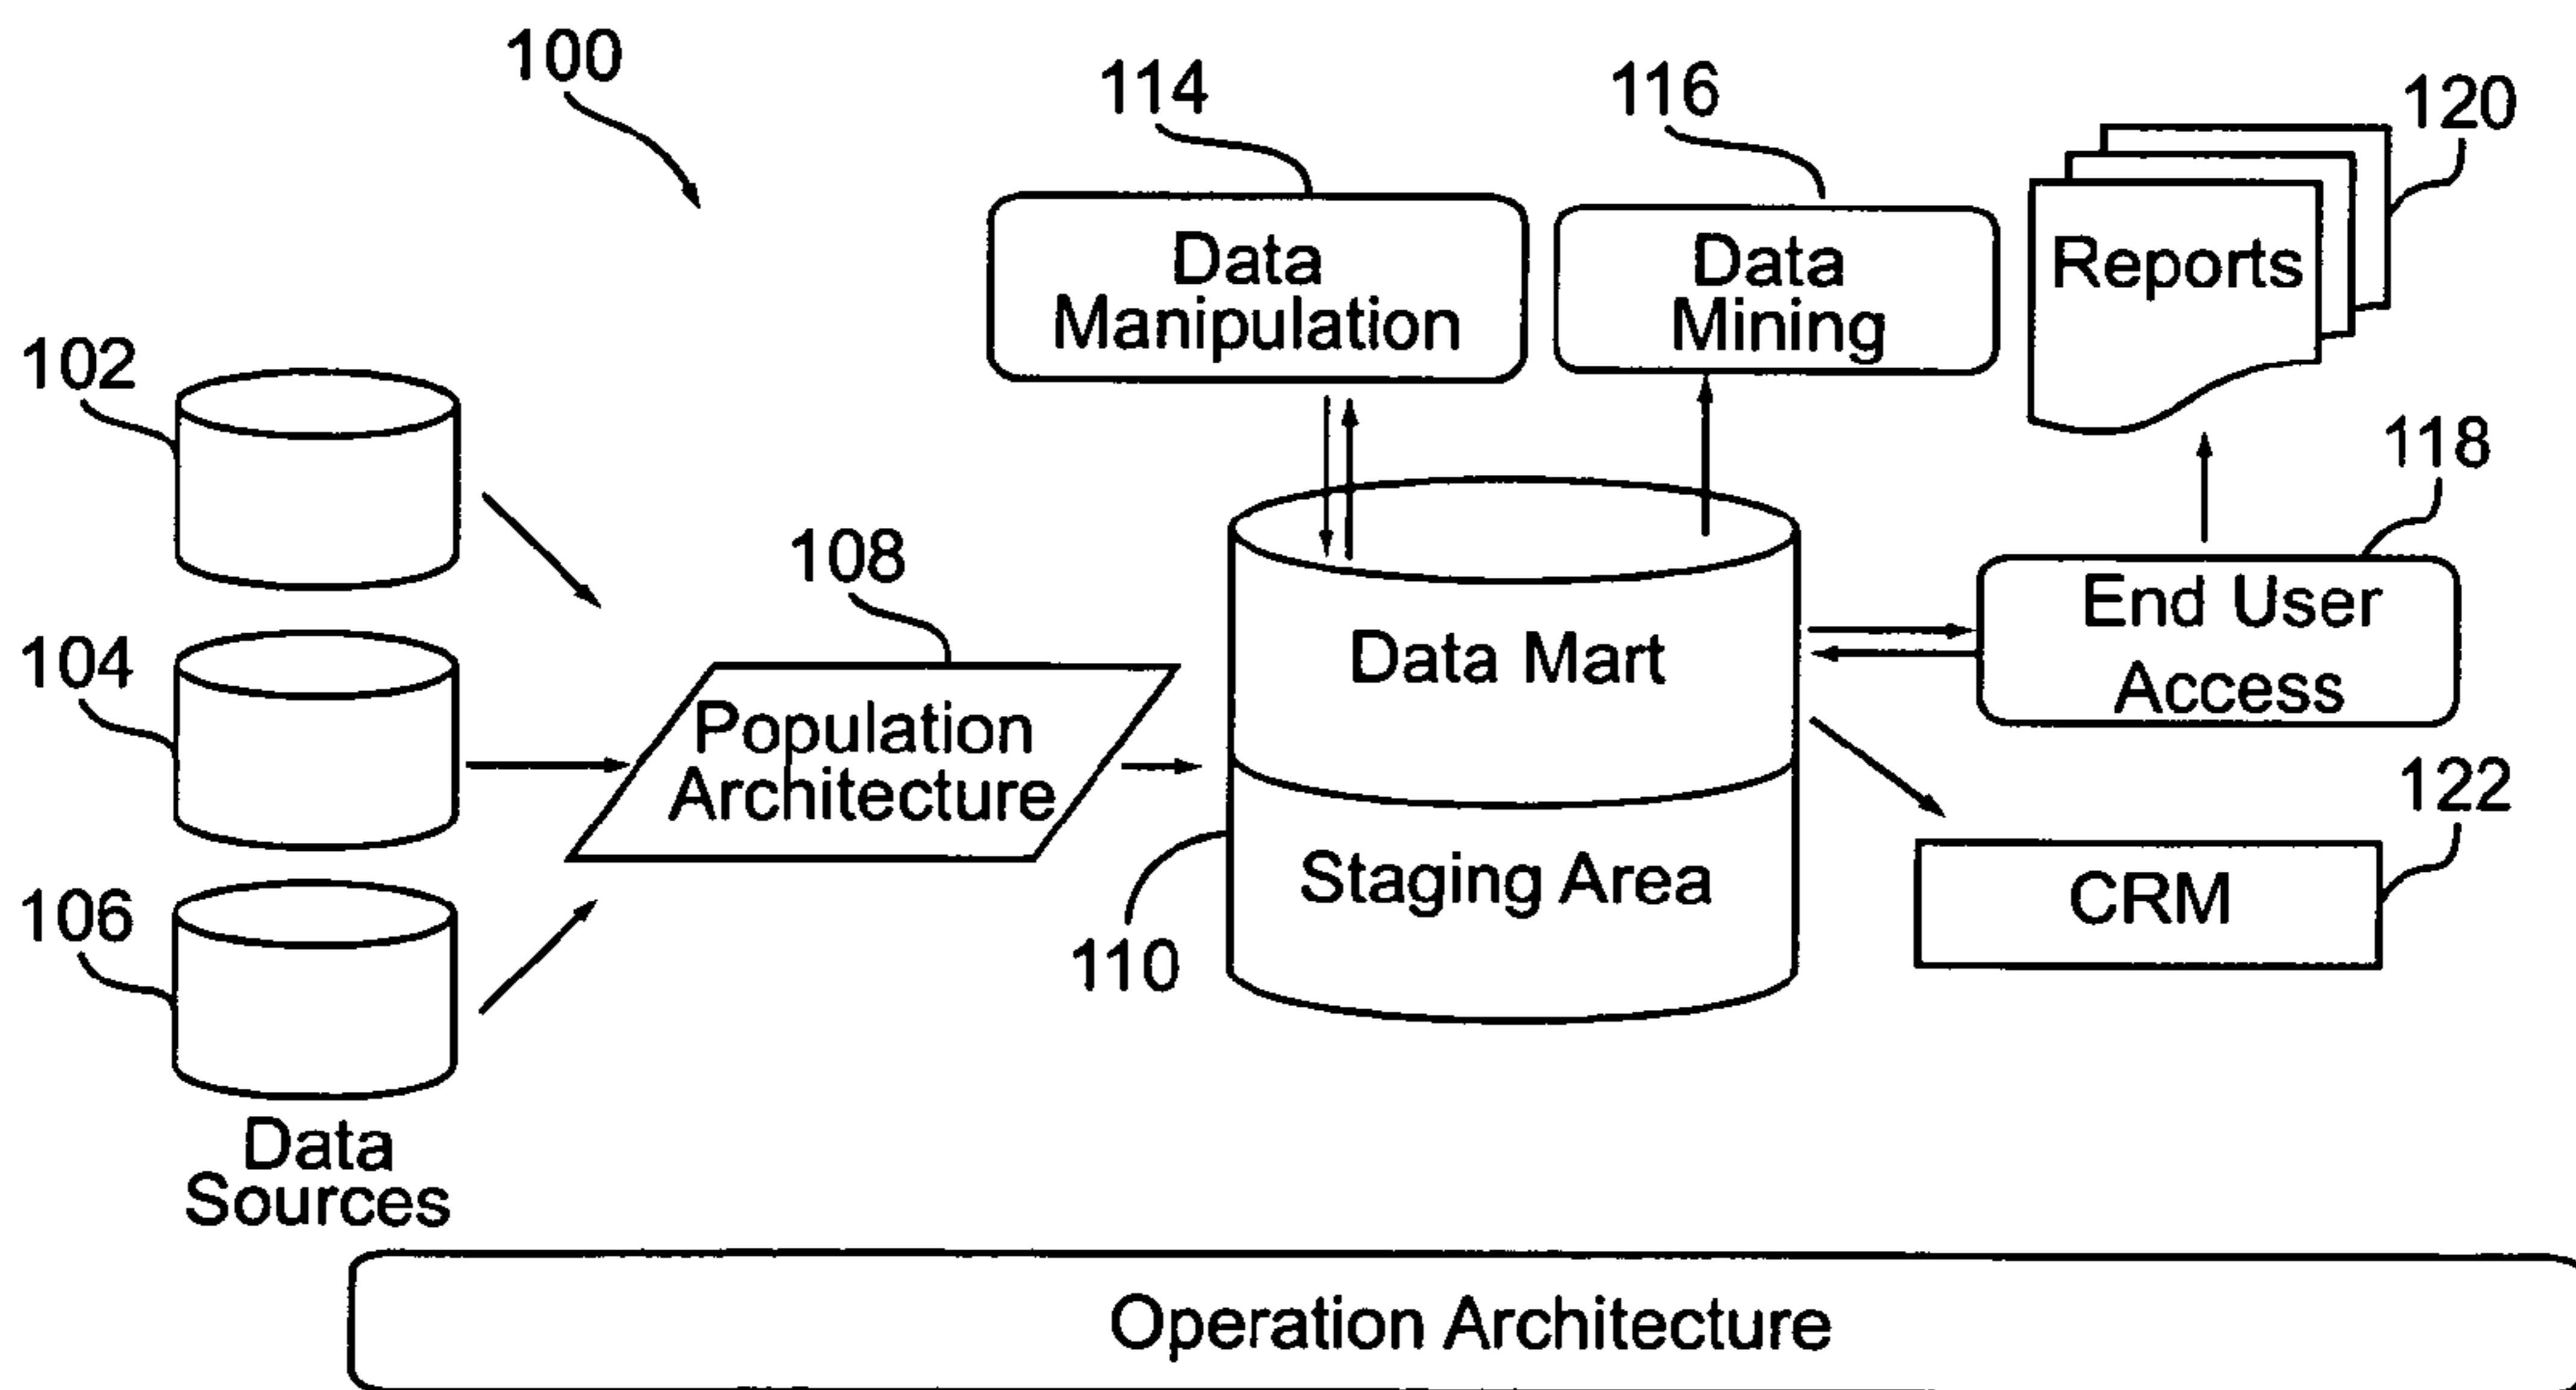 100
114
116
120
Data
Manipulation
Data
Mining
Reports
102
118
108
End User
Access
104
Data Mart
Population
Architecture
122
106
Staging Area
CRM
110
Data
Sources
Operation Architecture